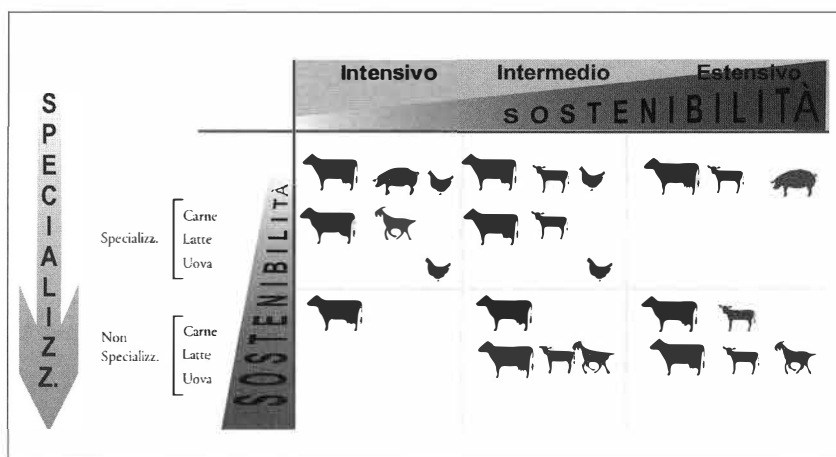 Intensivo Intermedio Estensivo
SOSTENIBILITÀ
SPECIALIZZ.
SOSTENIBILITÀ
Specializz.
Carne
Latte
Uova
Non
Specializz.
Carne
Latte
Uova